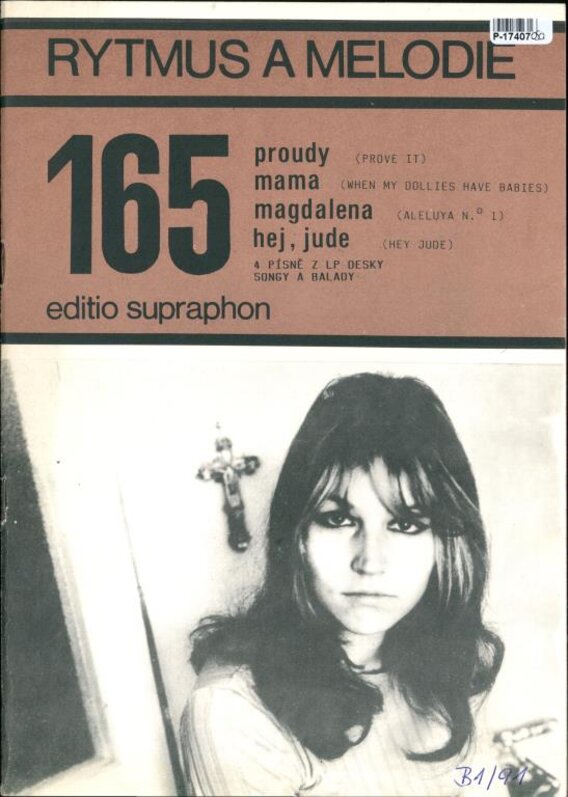 P-17407
RYTMUS A MELODIE
165
proudy (PROVE IT)
mama (WHEN MY DOLLIES HAVE BABIES)
magdalena (ALELUYA N.º 1)
hej, jude (HEY JUDE)
4 PÍSNĚ Z LP DESKY
SONGY A BALADY
editio supraphon
B1/91